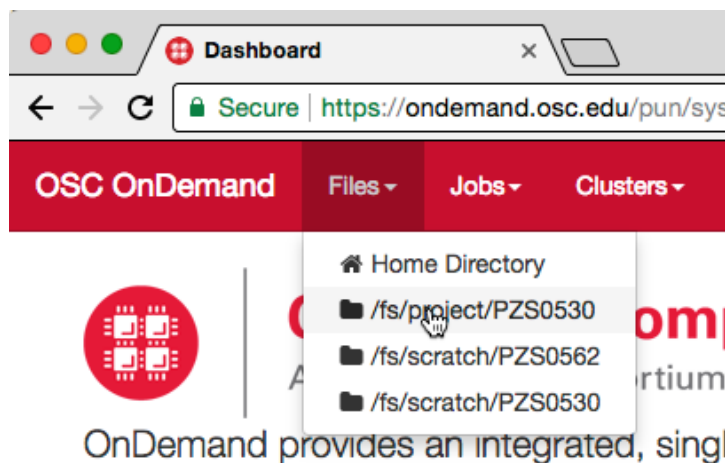 Dashboard
Secure https://ondemand.osc.edu/pun/sys
OSC OnDemand Files Jobs Clusters
Home Directory
/fs/project/PZS0530
/fs/scratch/PZS0562
/fs/scratch/PZS0530
OnDemand provides an integrated, singl